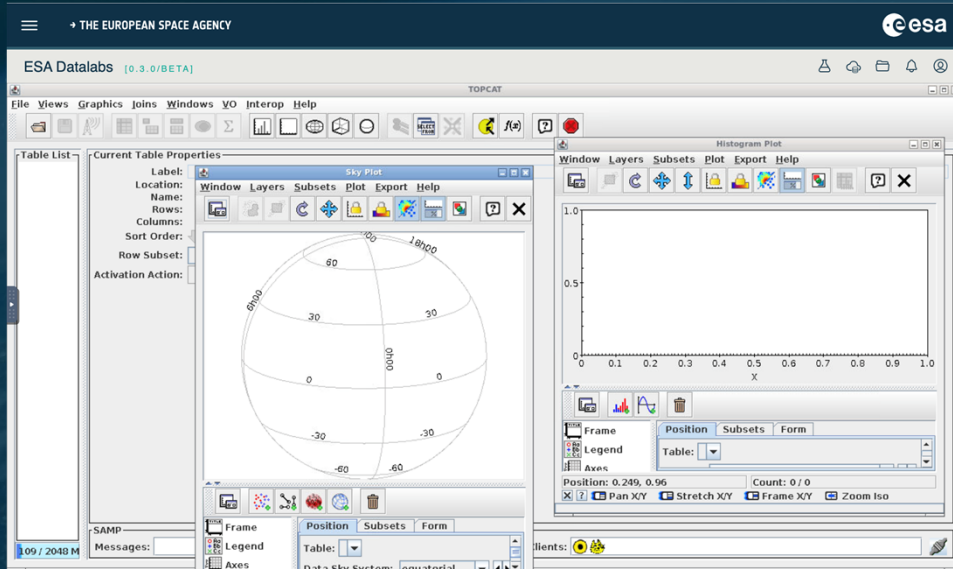 → THE EUROPEAN SPACE AGENCY
esa
ESA Datalabs [0.3.0/BETA]
TOPCAT
File Views Graphics Joins Windows VO Interop Help
SELECT
f(x)
Table List
Current Table Properties
Label:
Location:
Name:
Rows:
Columns:
Sort Order:
Row Subset:
Activation Action:
Sky Plot
Window Layers Subsets Plot Export Help
18h00
60
6h00
30
30
0h00
0
0
-30
-30
-60
-60
Frame
Legend
Axes
Position Subsets Form
Table:
Data Sky System: equatorial
Histogram Plot
Window Layers Subsets Plot Export Help
1.0
0.5
0
0 0.1 0.2 0.3 0.4 0.5 0.6 0.7 0.8 0.9 1.0
X
Frame
Legend
Axes
Position Subsets Form
Table:
Position: 0.249, 0.96
Count: 0 / 0
Pan X/Y Stretch X/Y Frame X/Y Zoom Iso
109 / 2048 M
SAMP
Messages:
lients: